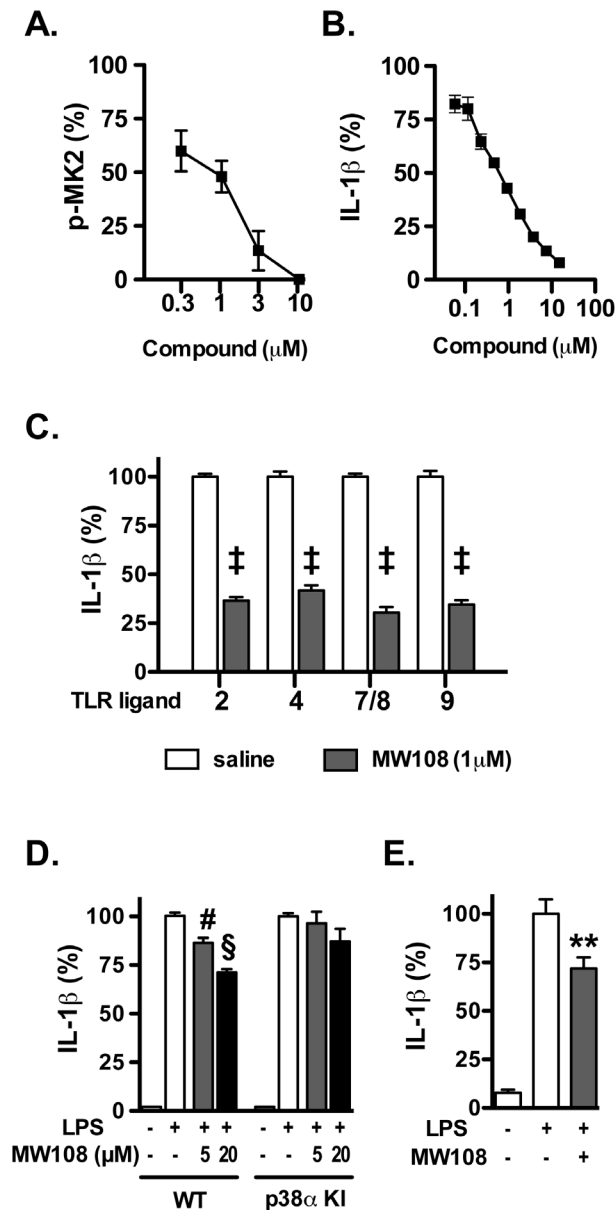 A.
100
75
50
25
0
p-MK2 (%)
0.3 1 3 10
Compound (μM)
B.
100
75
50
25
0
IL-1β (%)
0.1 1 10 100
Compound (μM)
C.
100
75
50
25
0
IL-1β (%)
‡ ‡ ‡ ‡
TLR ligand 2 4 7/8 9
saline MW108 (1μM)
D.
100
75
50
25
0
IL-1β (%)
#
§
LPS - + + + - + + +
MW108 (μM) - - 5 20 - - 5 20
WT p38α KI
E.
100
75
50
25
0
IL-1β (%)
**
LPS - + +
MW108 - - +